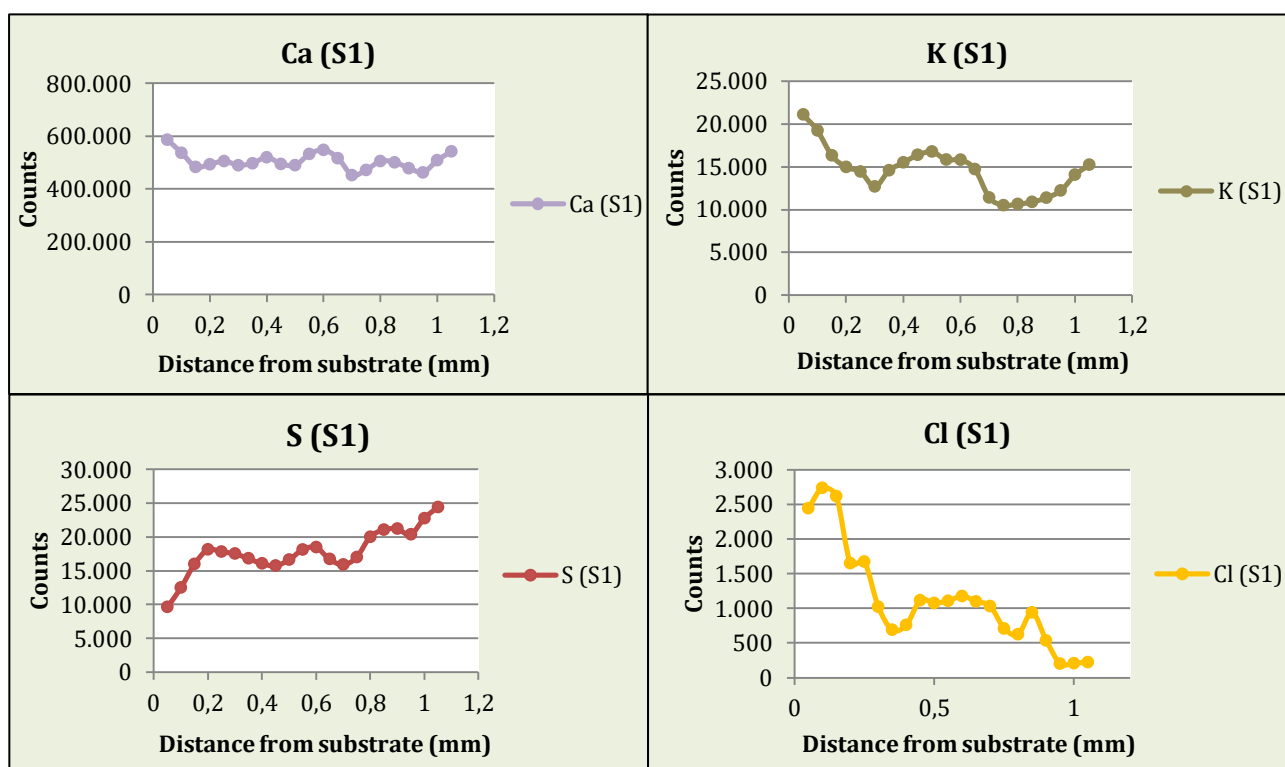 Ca (S1)
800.000
600.000
400.000
200.000
0
Counts
0 0,2 0,4 0,6 0,8 1 1,2
Distance from substrate (mm)
Ca (S1)
K (S1)
25.000
20.000
15.000
10.000
5.000
0
Counts
0 0,2 0,4 0,6 0,8 1 1,2
Distance from substrate (mm)
K (S1)
S (S1)
30.000
25.000
20.000
15.000
10.000
5.000
0
Counts
0 0,2 0,4 0,6 0,8 1 1,2
Distance from substrate (mm)
S (S1)
Cl (S1)
3.000
2.500
2.000
1.500
1.000
500
0
Counts
0 0,5 1
Distance from substrate (mm)
Cl (S1)